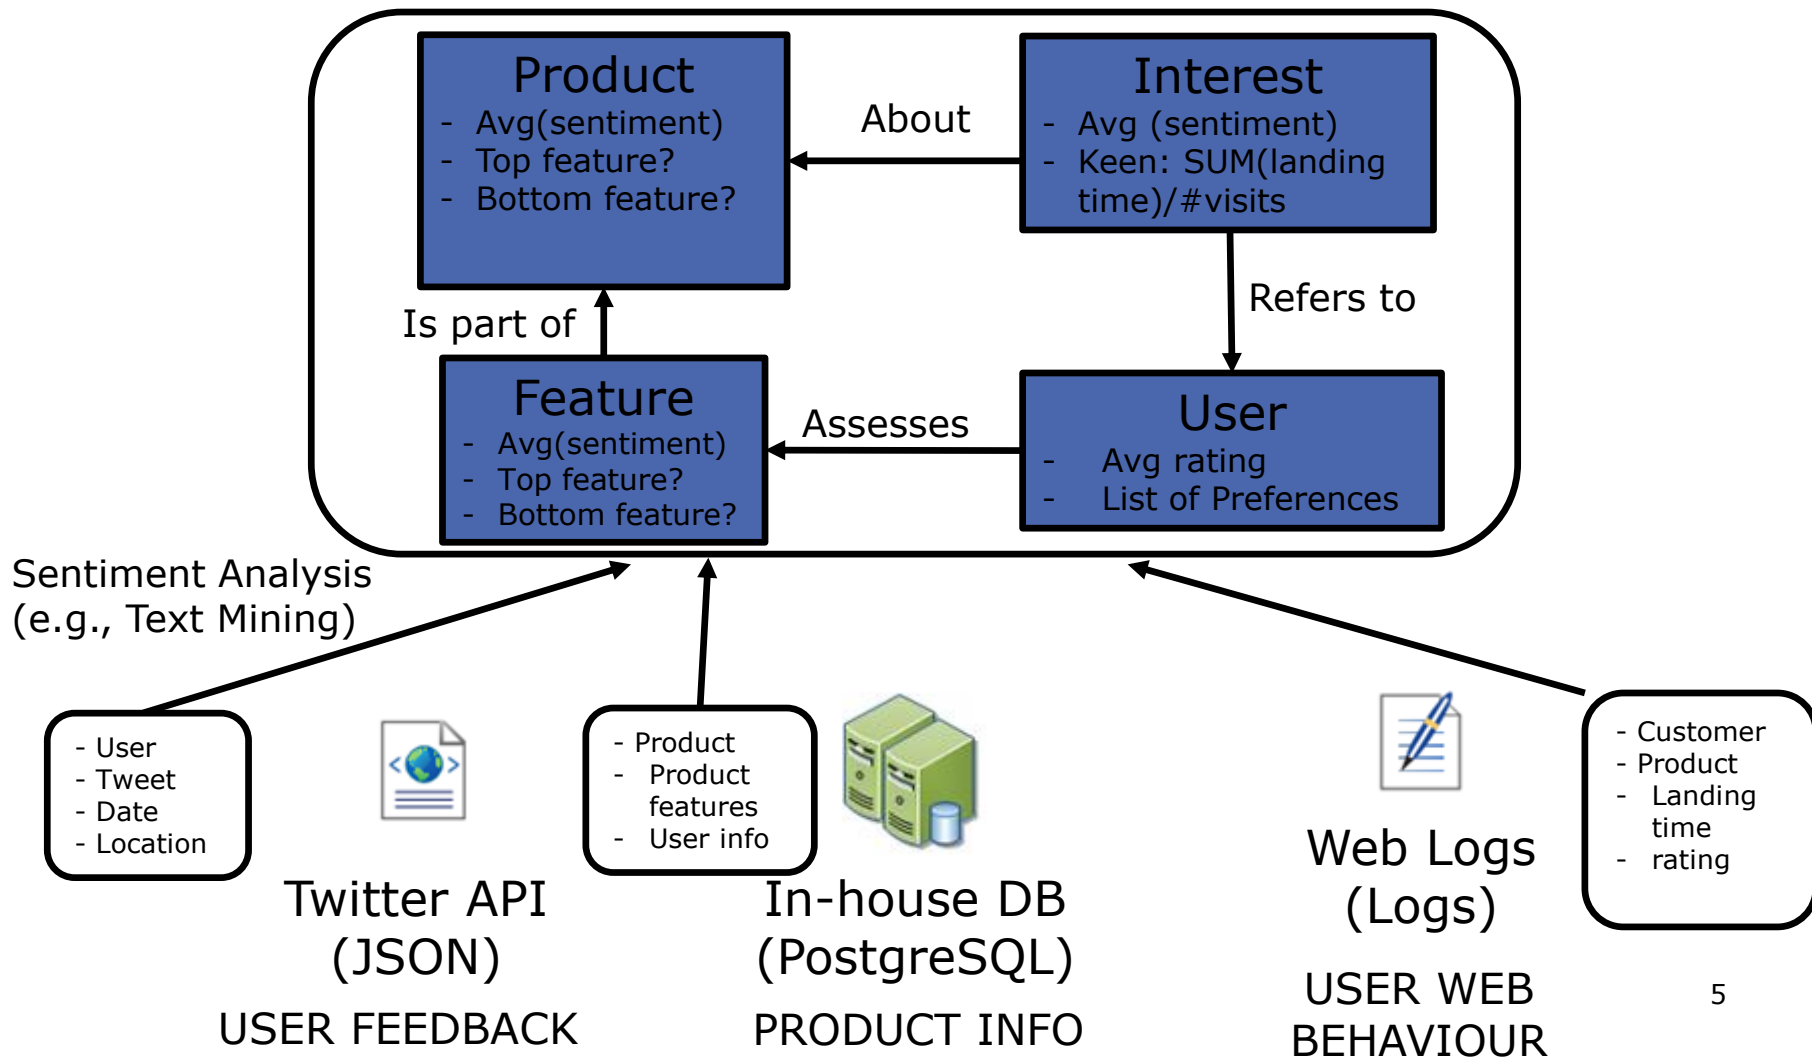 Product
- Avg(sentiment)
- Top feature?
- Bottom feature?
About
Interest
- Avg (sentiment)
- Keen: SUM(landing
time)/#visits
Is part of
Refers to
Feature
- Avg(sentiment)
- Top feature?
- Bottom feature?
Assesses
User
- Avg rating
- List of Preferences
Sentiment Analysis
(e.g., Text Mining)
- User
- Tweet
- Date
- Location
Twitter API
(JSON)
USER FEEDBACK
- Product
- Product
features
- User info
In-house DB
(PostgreSQL)
PRODUCT INFO
Web Logs
(Logs)
USER WEB
BEHAVIOUR
- Customer
- Product
- Landing
time
- rating
5